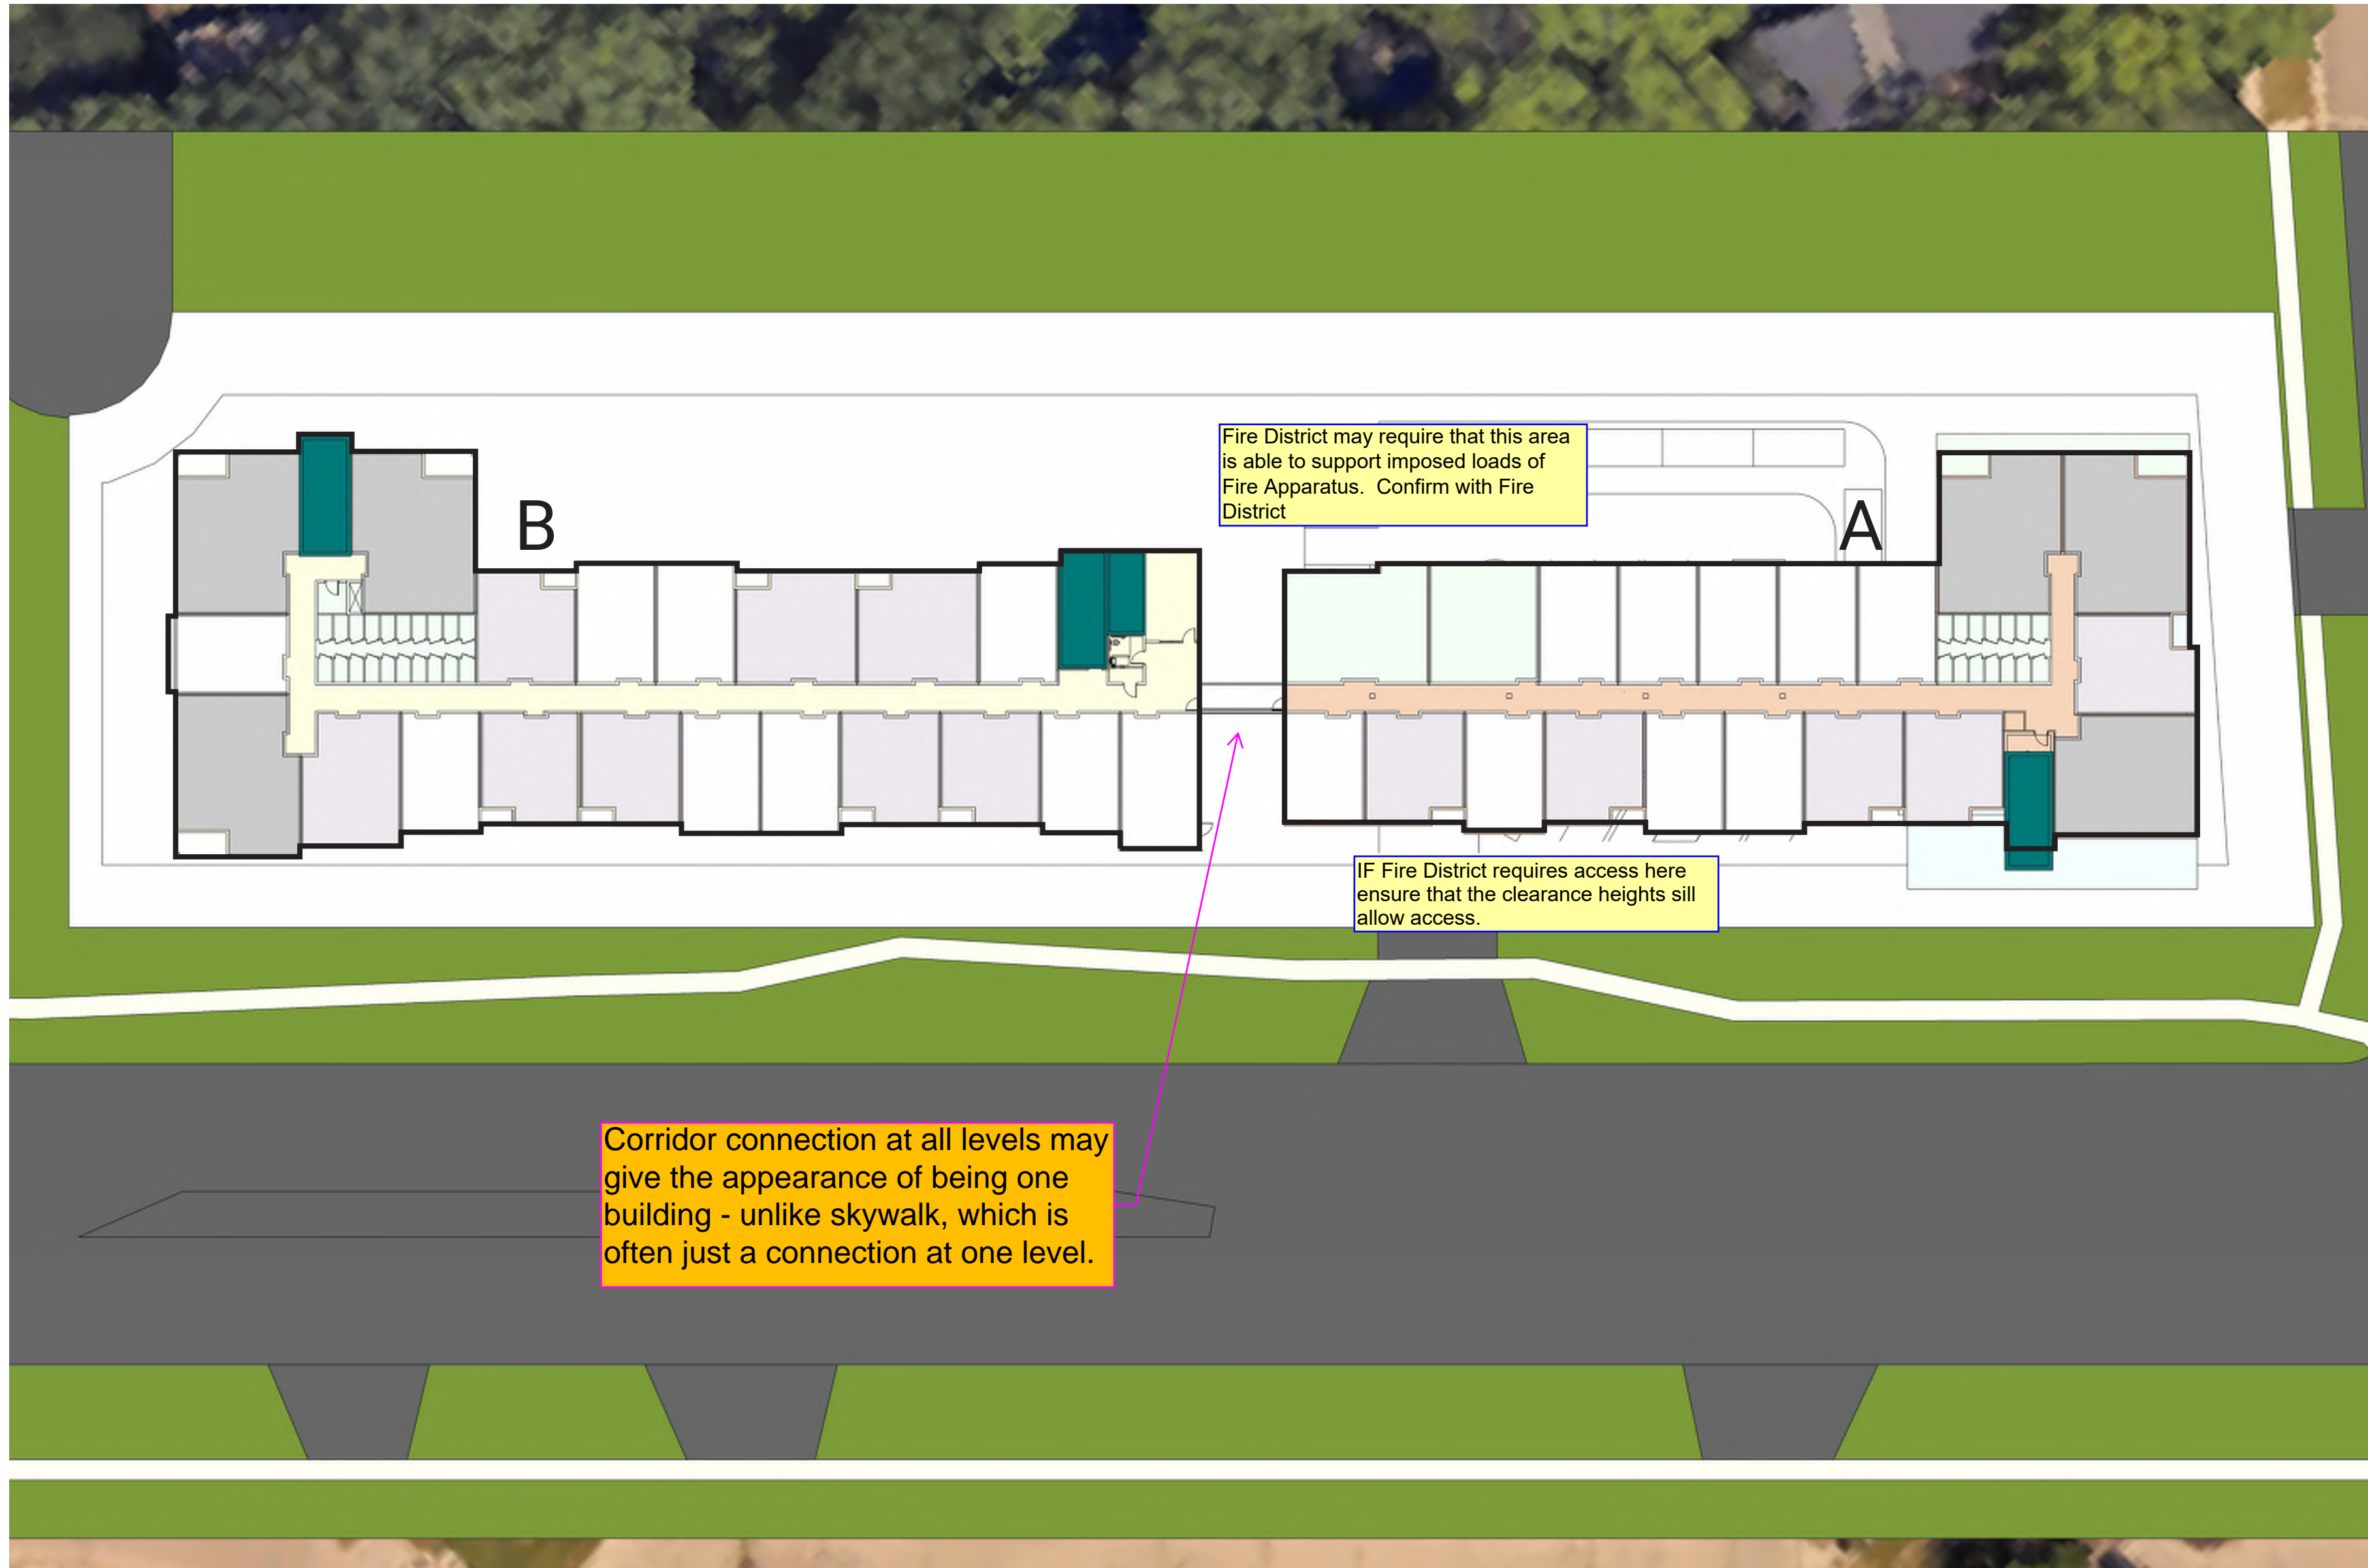 Fire District may require that this area
is able to support imposed loads of
Fire Apparatus.  Confirm with Fire
District
B
A
IF Fire District requires access here
ensure that the clearance heights sill
allow access.
Corridor connection at all levels may
give the appearance of being one
building - unlike skywalk, which is
often just a connection at one level.